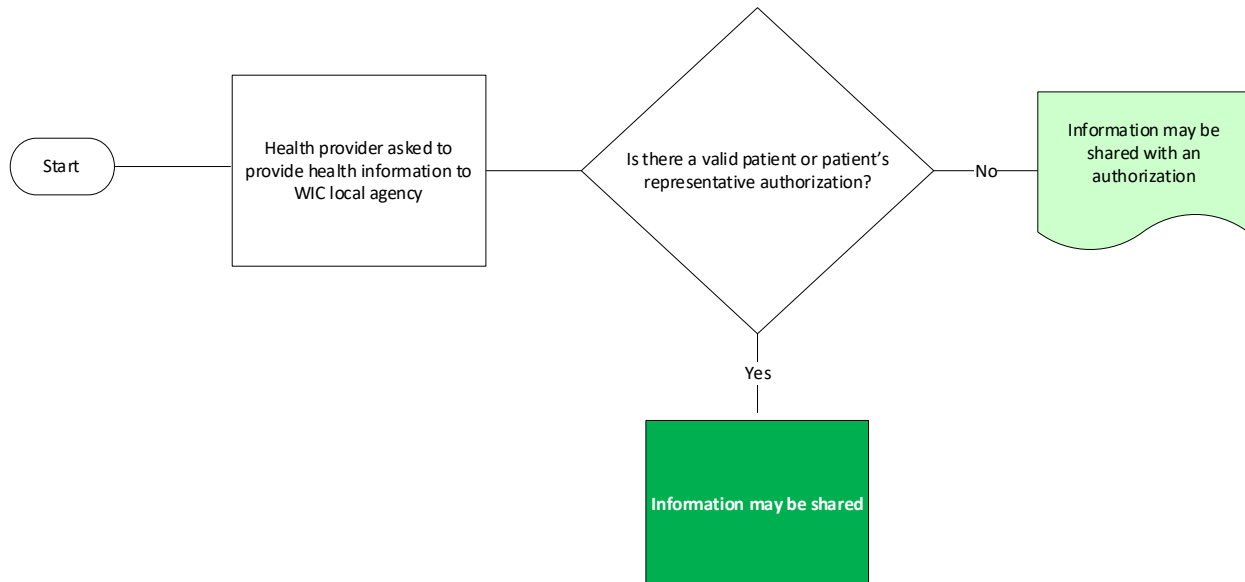 Start
Health provider asked to
provide health information to
WIC local agency
Is there a valid patient or patient’s
representative authorization?
No
Information may be
shared with an
authorization
Yes
Information may be shared